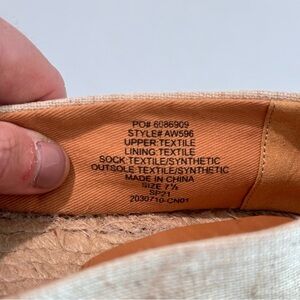 PO# 6086909
STYLE# AW596
UPPER:TEXTILE
LINING:TEXTILE
SOCK:TEXTILE/SYNTHETIC
OUTSOLE:TEXTILE/SYNTHETIC
MADE IN CHINA
SIZE 7½
SP21
2030710-CN01